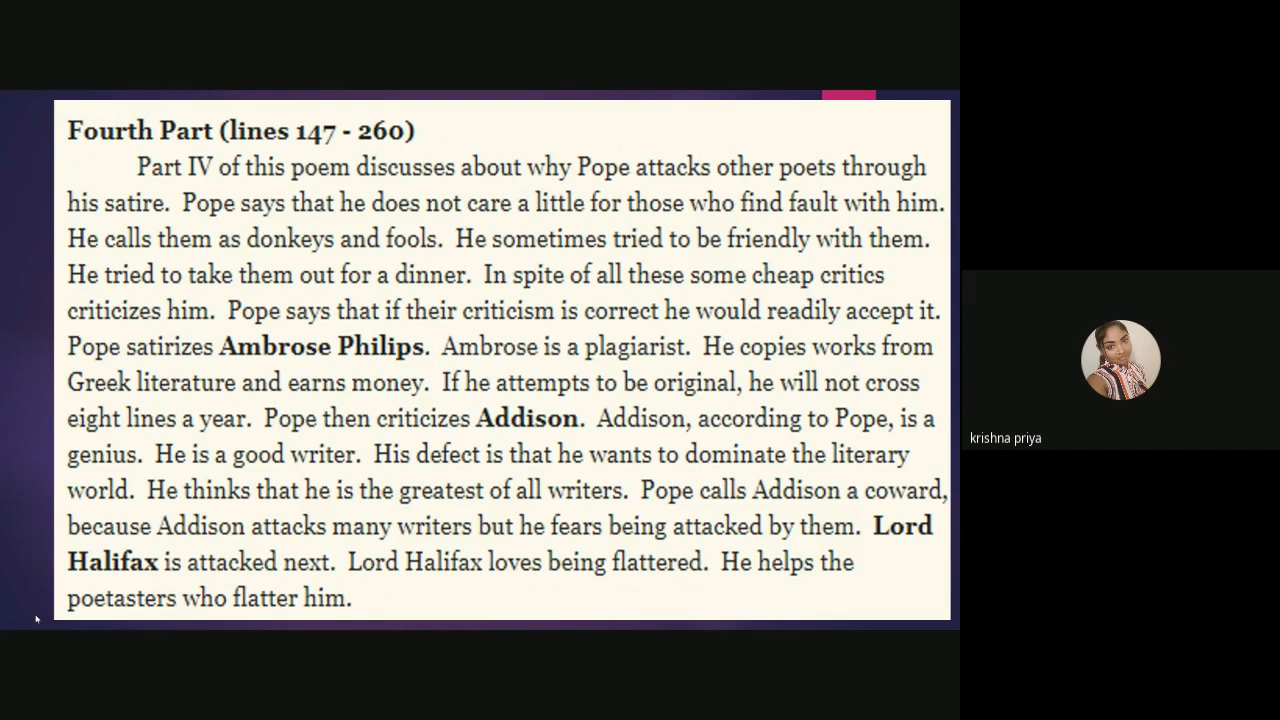 Fourth Part (lines 147 - 260)
Part IV of this poem discusses about why Pope attacks other poets through
his satire. Pope says that he does not care a little for those who find fault with him.
He calls them as donkeys and fools. He sometimes tried to be friendly with them.
He tried to take them out for a dinner. In spite of all these some cheap critics
criticizes him. Pope says that if their criticism is correct he would readily accept it.
Pope satirizes Ambrose Philips. Ambrose is a plagiarist. He copies works from
Greek literature and earns money. If he attempts to be original, he will not cross
eight lines a year. Pope then criticizes Addison. Addison, according to Pope, is a
genius. He is a good writer. His defect is that he wants to dominate the literary
world. He thinks that he is the greatest of all writers. Pope calls Addison a coward,
because Addison attacks many writers but he fears being attacked by them. Lord
Halifax is attacked next. Lord Halifax loves being flattered. He helps the
poetasters who flatter him.
krishna priya